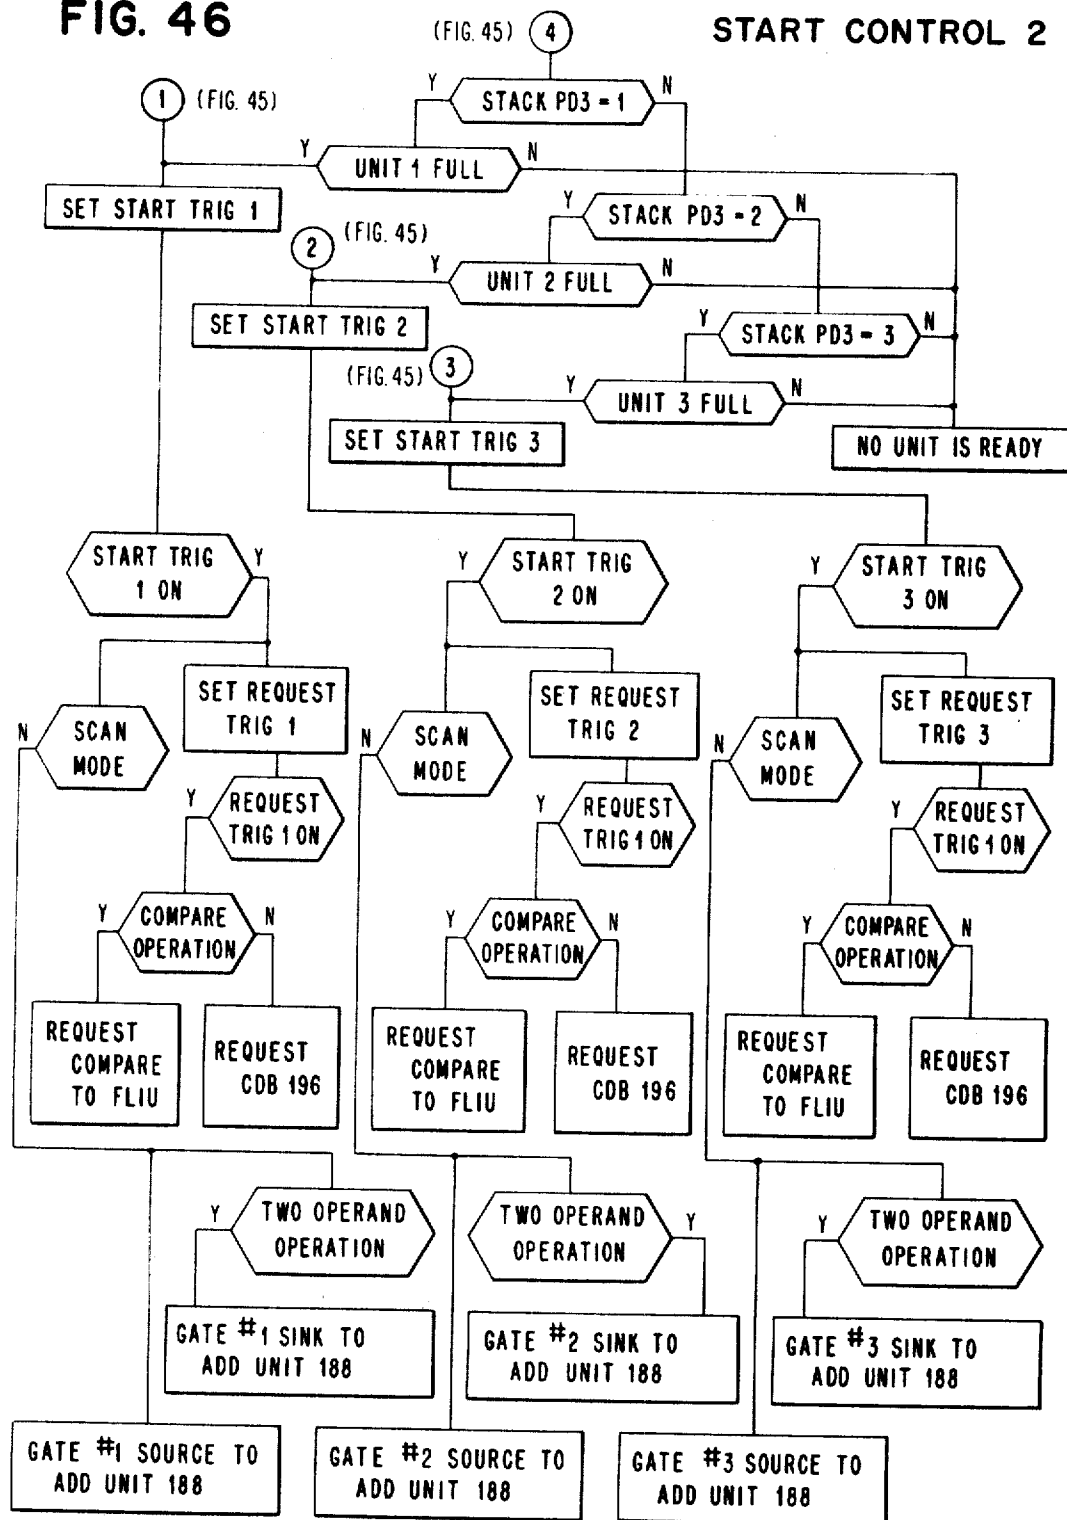 FIG. 46
START CONTROL 2
(FIG. 45) 4
1 (FIG. 45)
Y STACK PD3 = 1 N
Y UNIT 1 FULL N
SET START TRIG 1
Y STACK PD3 = 2 N
2 (FIG. 45)
Y UNIT 2 FULL N
SET START TRIG 2
Y STACK PD3 = 3 N
(FIG. 45) 3
Y UNIT 3 FULL N
SET START TRIG 3
NO UNIT IS READY
START TRIG
1 ON
Y
Y
START TRIG
2 ON
Y
START TRIG
3 ON
SET REQUEST
TRIG 1
N
SCAN
MODE
SET REQUEST
TRIG 2
N
SCAN
MODE
SET REQUEST
TRIG 3
N
SCAN
MODE
Y
REQUEST
TRIG 1 ON
Y
REQUEST
TRIG 1 ON
Y
REQUEST
TRIG 1 ON
Y
COMPARE
OPERATION
N
Y
COMPARE
OPERATION
N
Y
COMPARE
OPERATION
N
REQUEST
COMPARE
TO FLIU
REQUEST
CDB 196
REQUEST
COMPARE
TO FLIU
REQUEST
CDB 196
REQUEST
COMPARE
TO FLIU
REQUEST
CDB 196
Y
TWO OPERAND
OPERATION
TWO OPERAND
OPERATION
Y
Y
TWO OPERAND
OPERATION
GATE #1 SINK TO
ADD UNIT 188
GATE #2 SINK TO
ADD UNIT 188
GATE #3 SINK TO
ADD UNIT 188
GATE #1 SOURCE TO
ADD UNIT 188
GATE #2 SOURCE TO
ADD UNIT 188
GATE #3 SOURCE TO
ADD UNIT 188